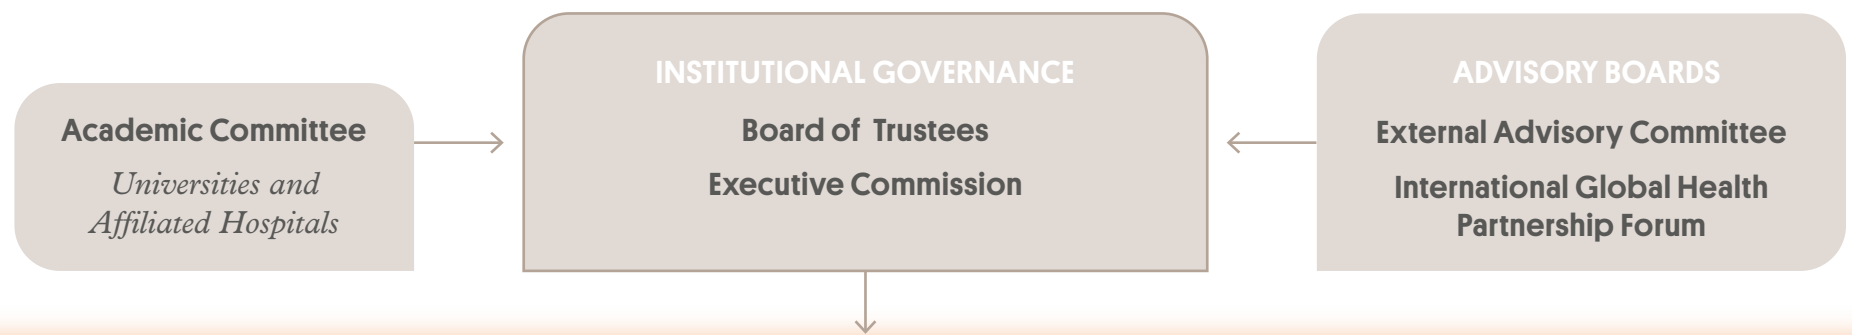 Academic Committee
Universities and
Affiliated Hospitals
INSTITUTIONAL GOVERNANCE
Board of Trustees
Executive Commission
ADVISORY BOARDS
External Advisory Committee
International Global Health
Partnership Forum